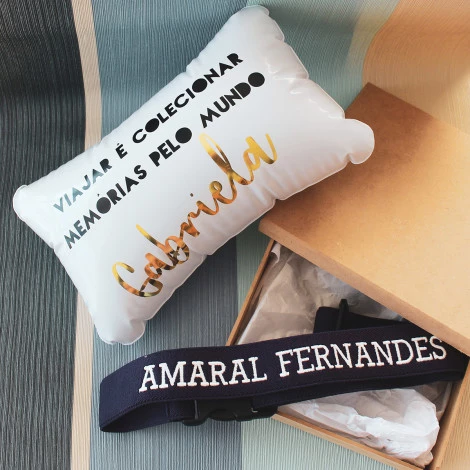 VIAJAR É COLECIONAR
MEMÓRIAS PELO MUNDO
Gabriela
AMARAL FERNANDES